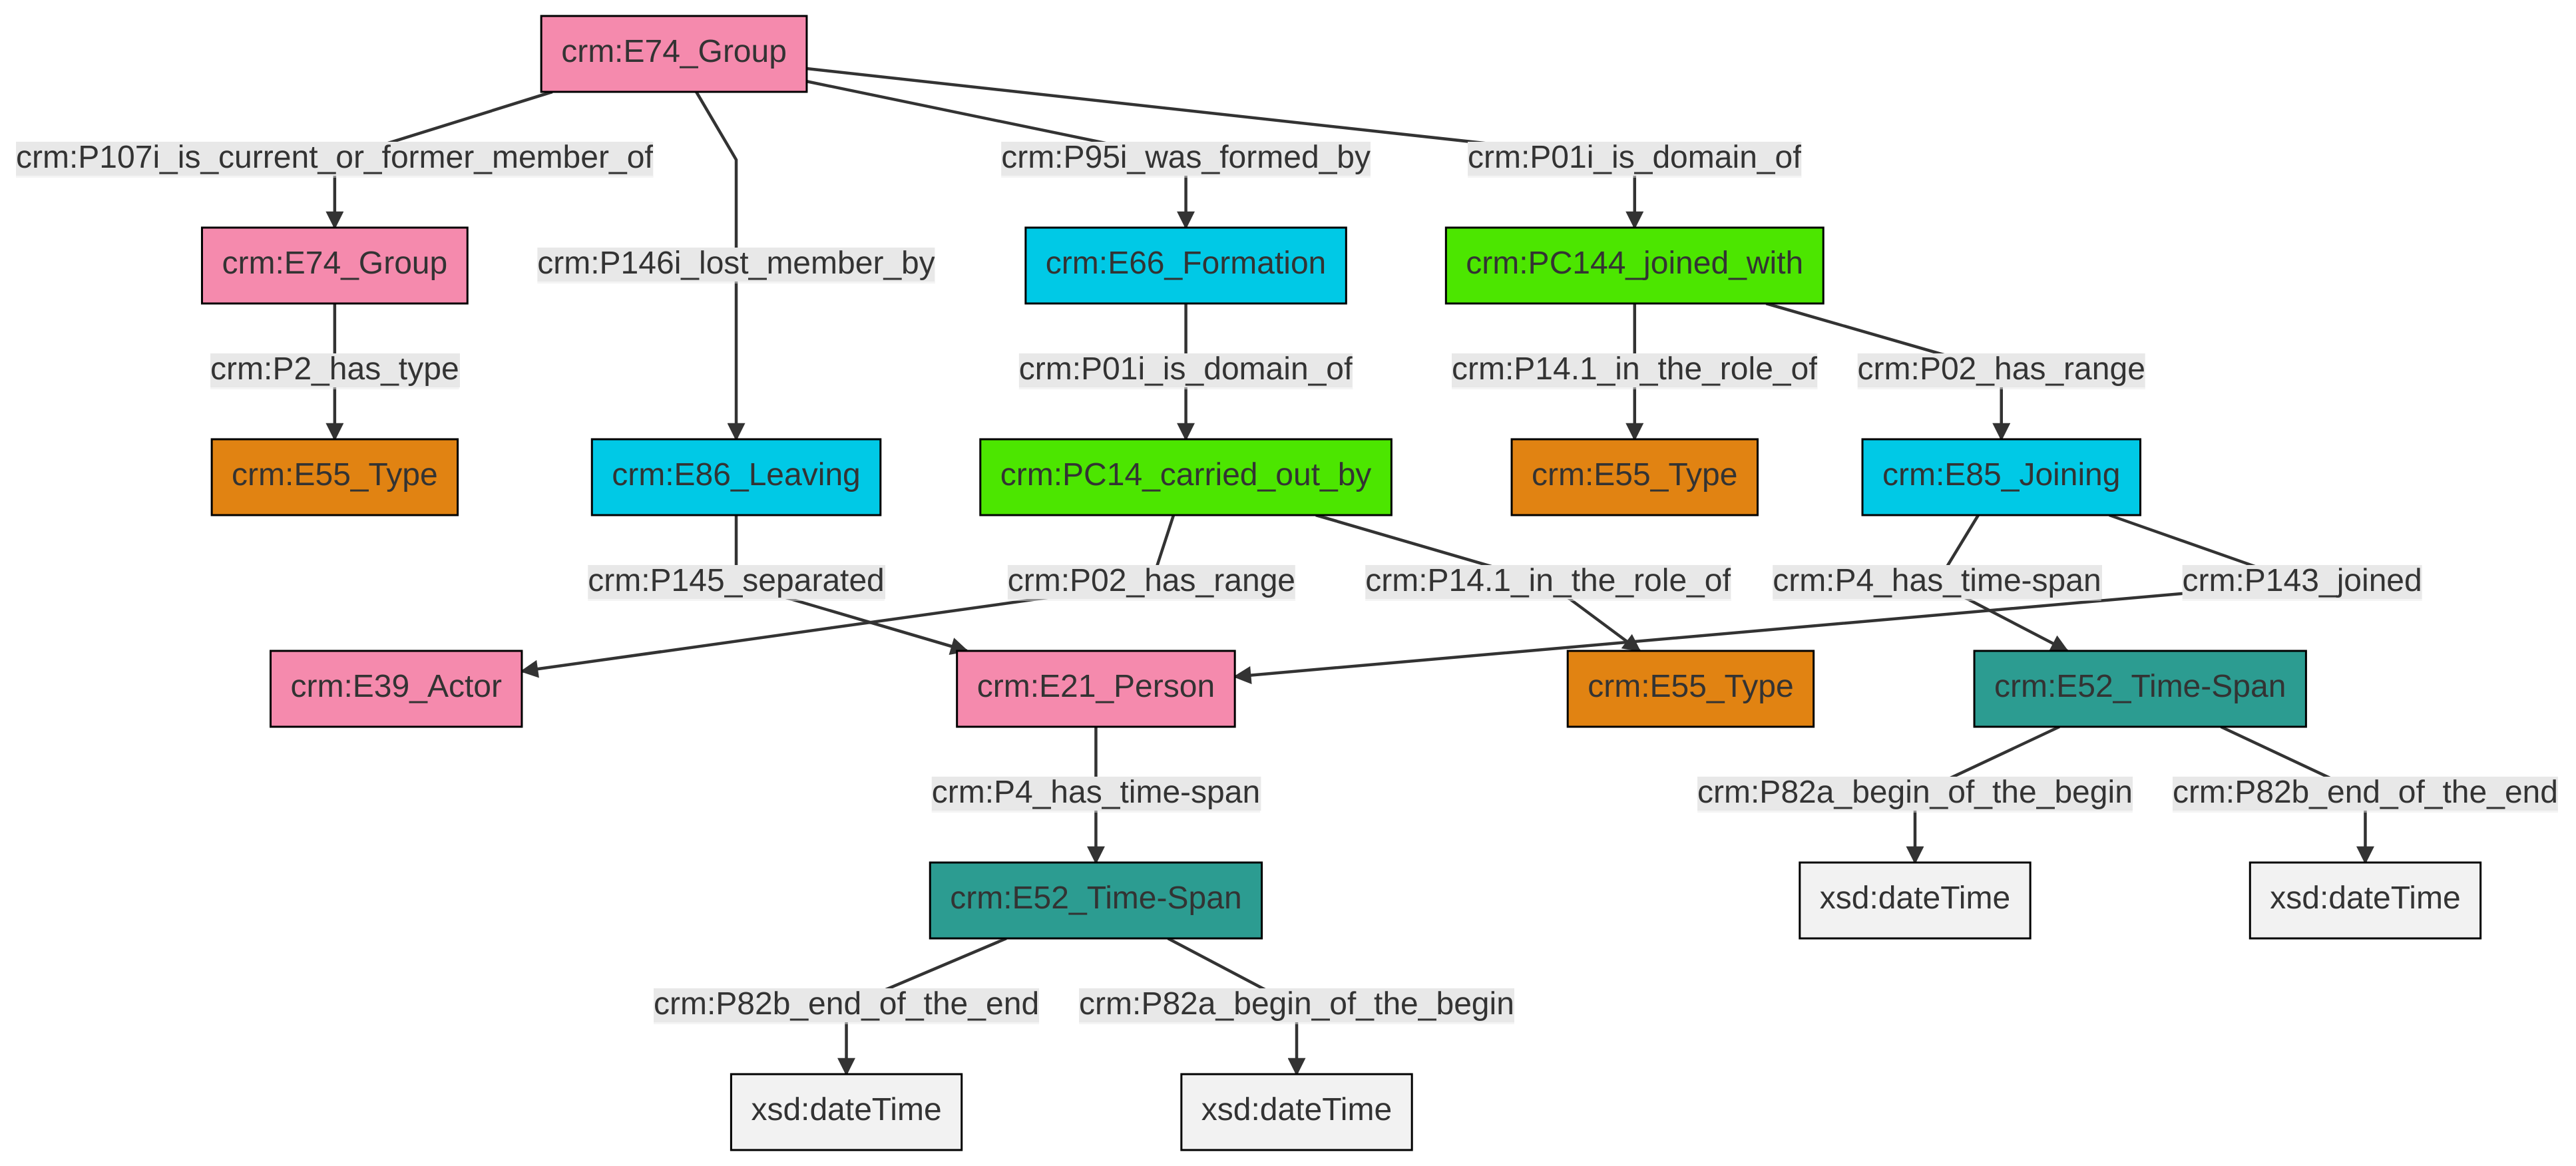 crm:E74_Group
crm:P107i_is_current_or_former_member_of
crm:P95i_was_formed_by
crm:P01i_is_domain_of
crm:E74_Group
crm:P146i_lost_member_by
crm:E66_Formation
crm:PC144_joined_with
crm:P2_has_type
crm:P01i_is_domain_of
crm:P14.1_in_the_role_of
crm:P02_has_range
crm:E55_Type
crm:E86_Leaving
crm:PC14_carried_out_by
crm:E55_Type
crm:E85_Joining
crm:P145_separated
crm:P02_has_range
crm:P14.1_in_the_role_of
crm:P4_has_time-span
crm:P143_joined
crm:E39_Actor
crm:E21_Person
crm:E55_Type
crm:E52_Time-Span
crm:P4_has_time-span
crm:P82a_begin_of_the_begin
crm:P82b_end_of_the_end
crm:E52_Time-Span
xsd:dateTime
xsd:dateTime
crm:P82b_end_of_the_end
crm:P82a_begin_of_the_begin
xsd:dateTime
xsd:dateTime